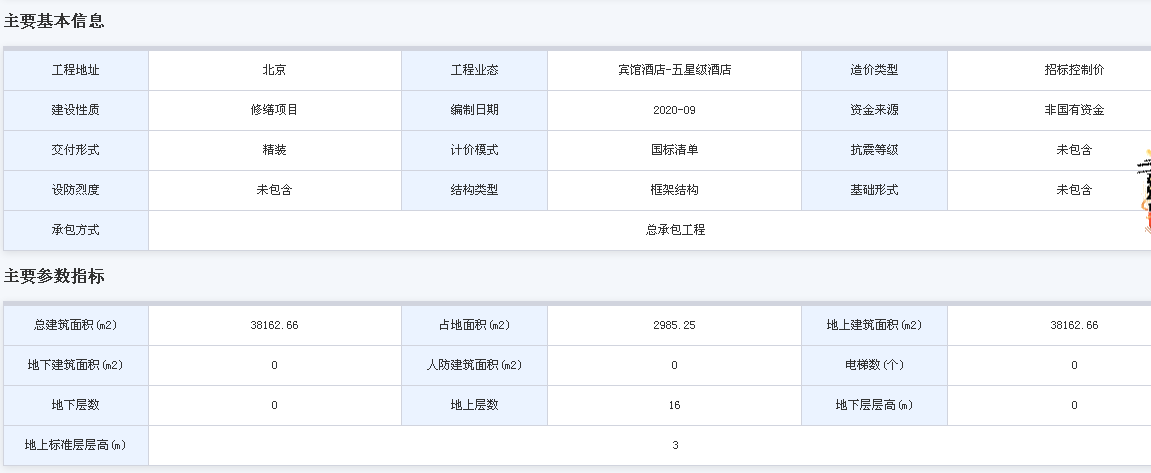 主要基本信息
工程地址 北京 工程业态 宾馆酒店-五星级酒店 造价类型 招标控制价
建设性质 修缮项目 编制日期 2020-09 资金来源 非国有资金
交付形式 精装 计价模式 国标清单 抗震等级 未包含
设防烈度 未包含 结构类型 框架结构 基础形式 未包含
承包方式 总承包工程
主要参数指标
总建筑面积(m2) 38162.66 占地面积(m2) 2985.25 地上建筑面积(m2) 38162.66
地下建筑面积(m2) 0 人防建筑面积(m2) 0 电梯数(个) 0
地下层数 0 地上层数 16 地下层层高(m) 0
地上标准层层高(m) 3